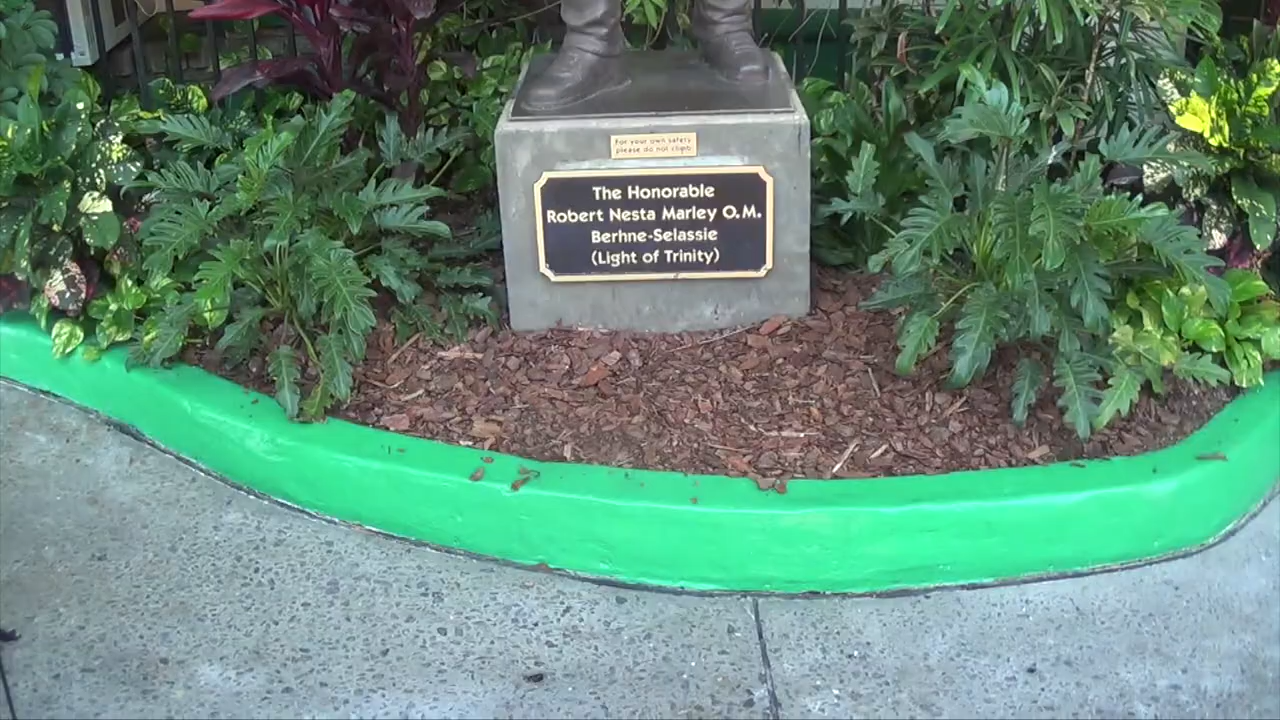 For your own safety
please do not climb
The Honorable
Robert Nesta Marley O.M.
Berhne-Selassie
(Light of Trinity)